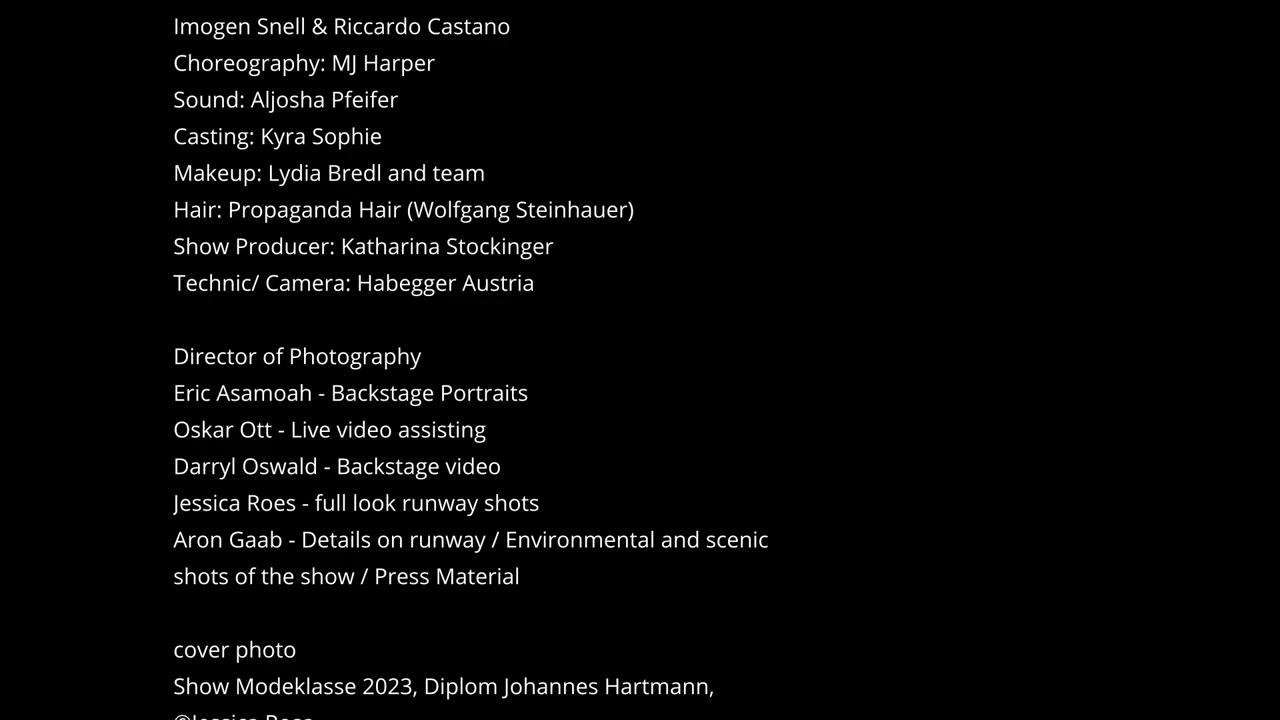 Imogen Snell & Riccardo Castano
Choreography: MJ Harper
Sound: Aljosha Pfeifer
Casting: Kyra Sophie
Makeup: Lydia Bredl and team
Hair: Propaganda Hair (Wolfgang Steinhauer)
Show Producer: Katharina Stockinger
Technic/ Camera: Habegger Austria
Director of Photography
Eric Asamoah - Backstage Portraits
Oskar Ott - Live video assisting
Darryl Oswald - Backstage video
Jessica Roes - full look runway shots
Aron Gaab - Details on runway / Environmental and scenic
shots of the show / Press Material
cover photo
Show Modeklasse 2023, Diplom Johannes Hartmann,